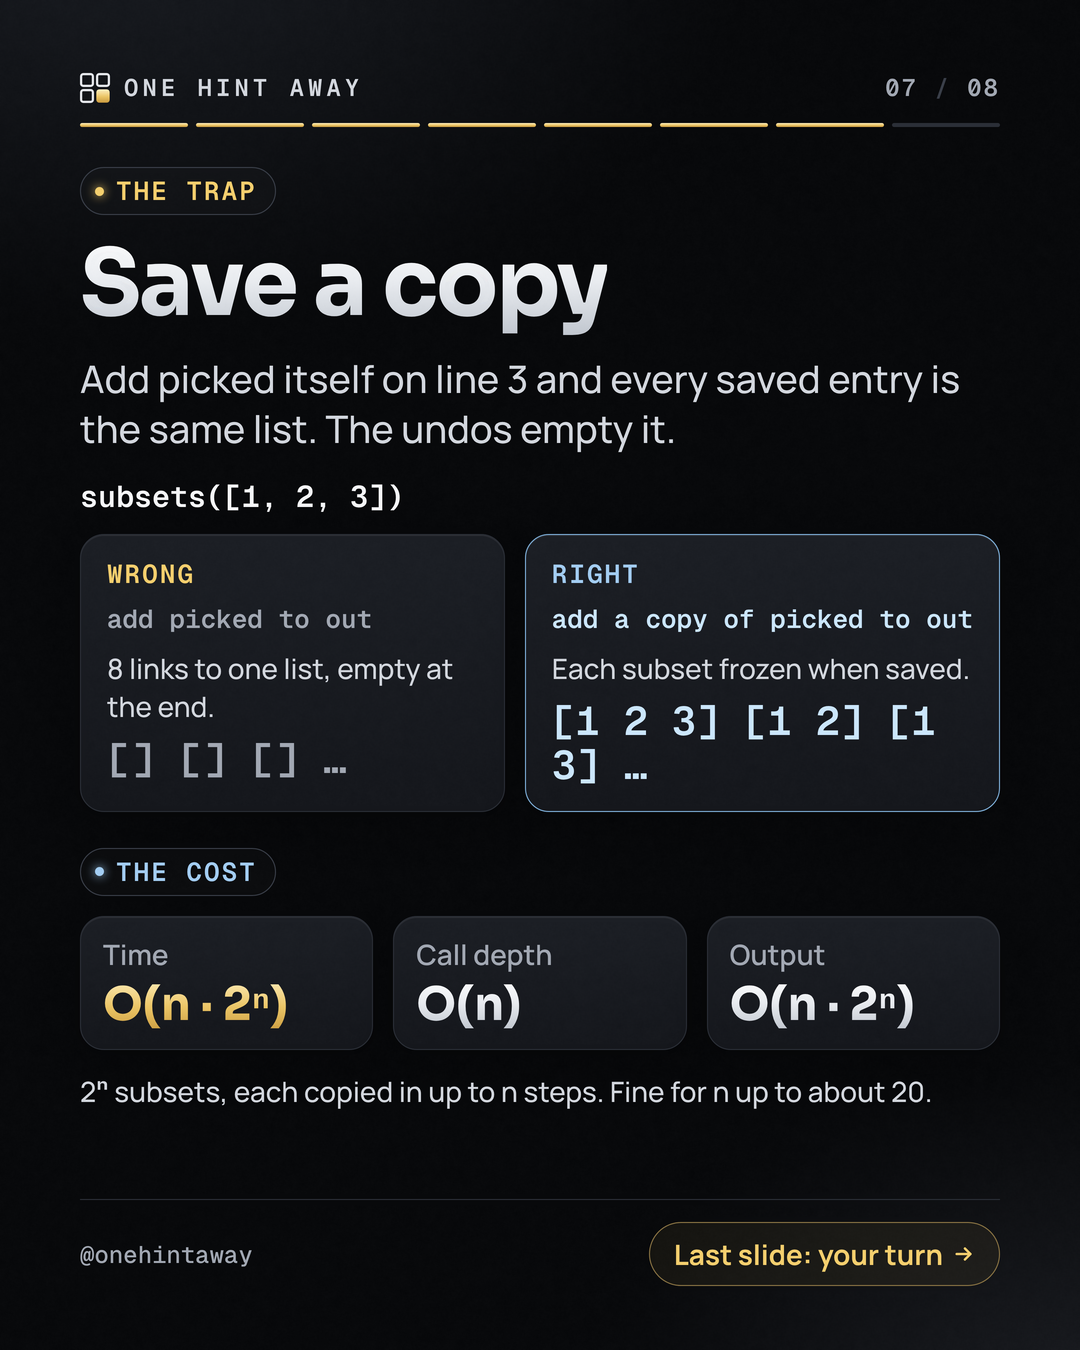 ONE HINT AWAY
07 / 08
THE TRAP
Save a copy
Add picked itself on line 3 and every saved entry is
the same list. The undos empty it.
subsets([1, 2, 3])
WRONG
add picked to out
8 links to one list, empty at
the end.
[] [] [] …
RIGHT
add a copy of picked to out
Each subset frozen when saved.
[1 2 3] [1 2] [1
3] …
THE COST
Time
O(n · 2ⁿ)
Call depth
O(n)
Output
O(n · 2ⁿ)
2ⁿ subsets, each copied in up to n steps. Fine for n up to about 20.
@onehintaway
Last slide: your turn →